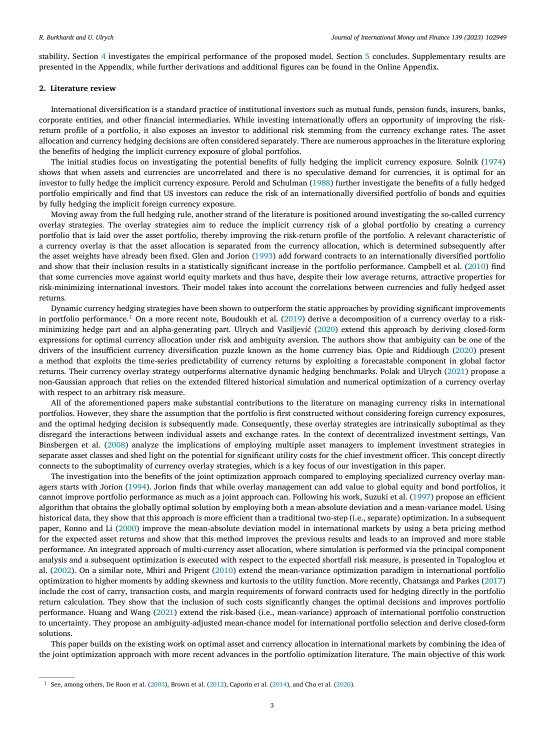 R. Burkhardt and U. Ulrych
Journal of International Money and Finance 139 (2023) 102949
stability. Section 4 investigates the empirical performance of the proposed model. Section 5 concludes. Supplementary results are
presented in the Appendix, while further derivations and additional figures can be found in the Online Appendix.
2. Literature review
International diversification is a standard practice of institutional investors such as mutual funds, pension funds, insurers, banks,
corporate entities, and other financial intermediaries. While investing internationally offers an opportunity of improving the risk-
return profile of a portfolio, it also exposes an investor to additional risk stemming from the currency exchange rates. The asset
allocation and currency hedging decisions are often considered separately. There are numerous approaches in the literature exploring
the benefits of hedging the implicit currency exposure of global portfolios.
The initial studies focus on investigating the potential benefits of fully hedging the implicit currency exposure. Solnik (1974)
shows that when assets and currencies are uncorrelated and there is no speculative demand for currencies, it is optimal for an
investor to fully hedge the implicit currency exposure. Perold and Schulman (1988) further investigate the benefits of a fully hedged
portfolio empirically and find that US investors can reduce the risk of an internationally diversified portfolio of bonds and equities
by fully hedging the implicit foreign currency exposure.
Moving away from the full hedging rule, another strand of the literature is positioned around investigating the so-called currency
overlay strategies. The overlay strategies aim to reduce the implicit currency risk of a global portfolio by creating a currency portfolio
that is laid over the asset portfolio, thereby improving the risk-return profile of the portfolio. A relevant characteristic of
a currency overlay is that the asset allocation is separated from the currency allocation, which is determined subsequently after
the asset weights have already been fixed. Glen and Jorion (1993) add forward contracts to an internationally diversified portfolio
and show that their inclusion results in a statistically significant increase in the portfolio performance. Campbell et al. (2010) find
that some currencies move against world equity markets and thus have, despite their low average returns, attractive properties for
risk-minimizing international investors. Their model takes into account the correlations between currencies and fully hedged asset
returns.
Dynamic currency hedging strategies have been shown to outperform the static approaches by providing significant improvements
in portfolio performance.1 On a more recent note, Boudoukh et al. (2019) derive a decomposition of a currency overlay to a risk-
minimizing hedge part and an alpha-generating part. Ulrych and Vasiljević (2020) extend this approach by deriving closed-form
expressions for optimal currency allocation under risk and ambiguity aversion. The authors show that ambiguity can be one of the
drivers of the insufficient currency diversification puzzle known as the home currency bias. Opie and Riddiough (2020) present
a method that exploits the time-series predictability of currency returns by exploiting a forecastable component in global factor
returns. Their currency overlay strategy outperforms alternative dynamic hedging benchmarks. Polak and Ulrych (2021) propose a
non-Gaussian approach that relies on the extended filtered historical simulation and numerical optimization of a currency overlay
with respect to an arbitrary risk measure.
All of the aforementioned papers make substantial contributions to the literature on managing currency risks in international
portfolios. However, they share the assumption that the portfolio is first constructed without considering foreign currency exposures,
and the optimal hedging decision is subsequently made. Consequently, these overlay strategies are intrinsically suboptimal as they
disregard the interactions between individual assets and exchange rates. In the context of decentralized investment settings, Van
Binsbergen et al. (2008) analyze the implications of employing multiple asset managers to implement investment strategies in
separate asset classes and shed light on the potential for significant utility costs for the chief investment officer. This concept directly
connects to the suboptimality of currency overlay strategies, which is a key focus of our investigation in this paper.
The investigation into the benefits of the joint optimization approach compared to employing specialized currency overlay man-
agers starts with Jorion (1994). Jorion finds that while overlay management can add value to global equity and bond portfolios, it
cannot improve portfolio performance as much as a joint approach can. Following his work, Suzuki et al. (1997) propose an efficient
algorithm that obtains the globally optimal solution by employing both a mean-absolute deviation and a mean-variance model. Using
historical data, they show that this approach is more efficient than a traditional two-step (i.e., separate) optimization. In a subsequent
paper, Konno and Li (2000) improve the mean-absolute deviation model in international markets by using a beta pricing method
for the expected asset returns and show that this method improves the previous results and leads to an improved and more stable
performance. An integrated approach of multi-currency asset allocation, where simulation is performed via the principal component
analysis and a subsequent optimization is executed with respect to the expected shortfall risk measure, is presented in Topaloglou et
al. (2002). On a similar note, Mhiri and Prigent (2010) extend the mean-variance optimization paradigm in international portfolio
optimization to higher moments by adding skewness and kurtosis to the utility function. More recently, Chatsanga and Parkes (2017)
include the cost of carry, transaction costs, and margin requirements of forward contracts used for hedging directly in the portfolio
return calculation. They show that the inclusion of such costs significantly changes the optimal decisions and improves portfolio
performance. Huang and Wang (2021) extend the risk-based (i.e., mean-variance) approach of international portfolio construction
to uncertainty. They propose an ambiguity-adjusted mean-chance model for international portfolio selection and derive closed-form
solutions.
This paper builds on the existing work on optimal asset and currency allocation in international markets by combining the idea of
the joint optimization approach with more recent advances in the portfolio optimization literature. The main objective of this work
1 See, among others, De Roon et al. (2003), Brown et al. (2012), Caporin et al. (2014), and Cho et al. (2020).
3